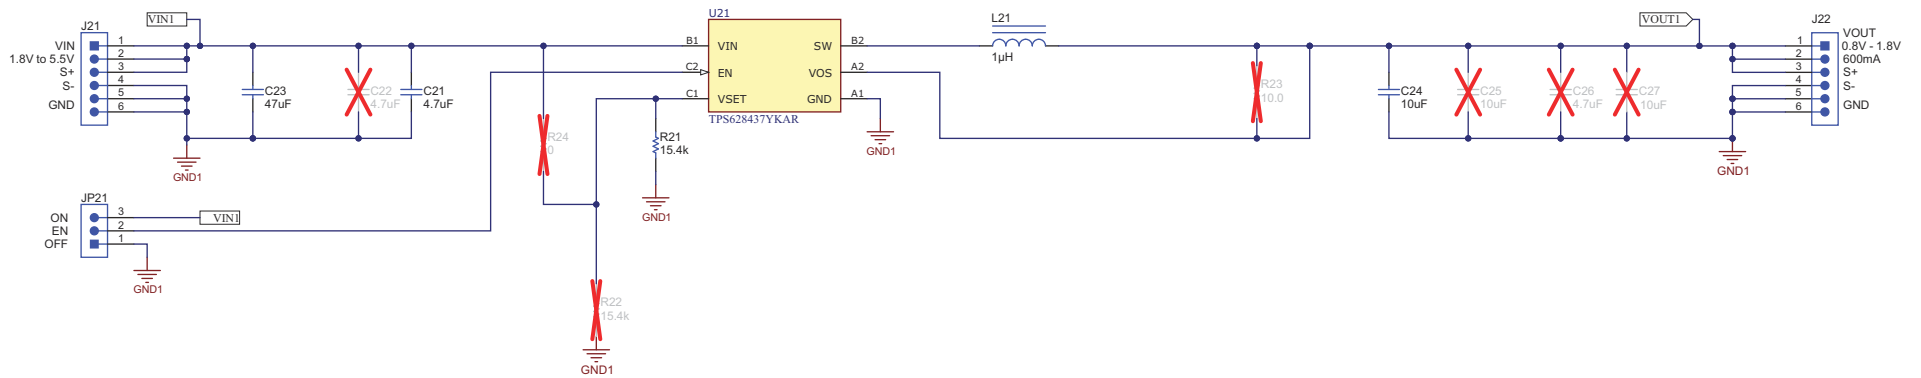 VIN1
J21
VIN
1.8V to 5.5V
S+
S-
GND
1
2
3
4
5
6
C23
47uF
C22
4.7uF
C21
4.7uF
GND1
JP21
ON
EN
OFF
3
2
1
VIN1
GND1
R24
0
R22
15.4k
GND1
R21
15.4k
GND1
U21
B1 VIN SW B2
C2 EN VOS A2
C1 VSET GND A1
TPS628437YKAR
GND1
L21
1µH
R23
10.0
C24
10uF
C25
10uF
C26
4.7uF
C27
10uF
VOUT1
GND1
J22
1
2
3
4
5
6
VOUT
0.8V - 1.8V
600mA
S+
S-
GND